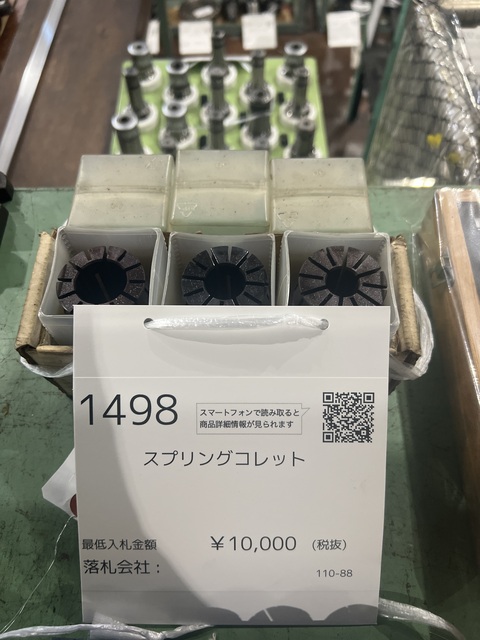 1498
スマートフォンで読み取ると
商品詳細情報が見られます
スプリングコレット
最低入札金額 ￥10,000 (税抜)
落札会社：
110-88